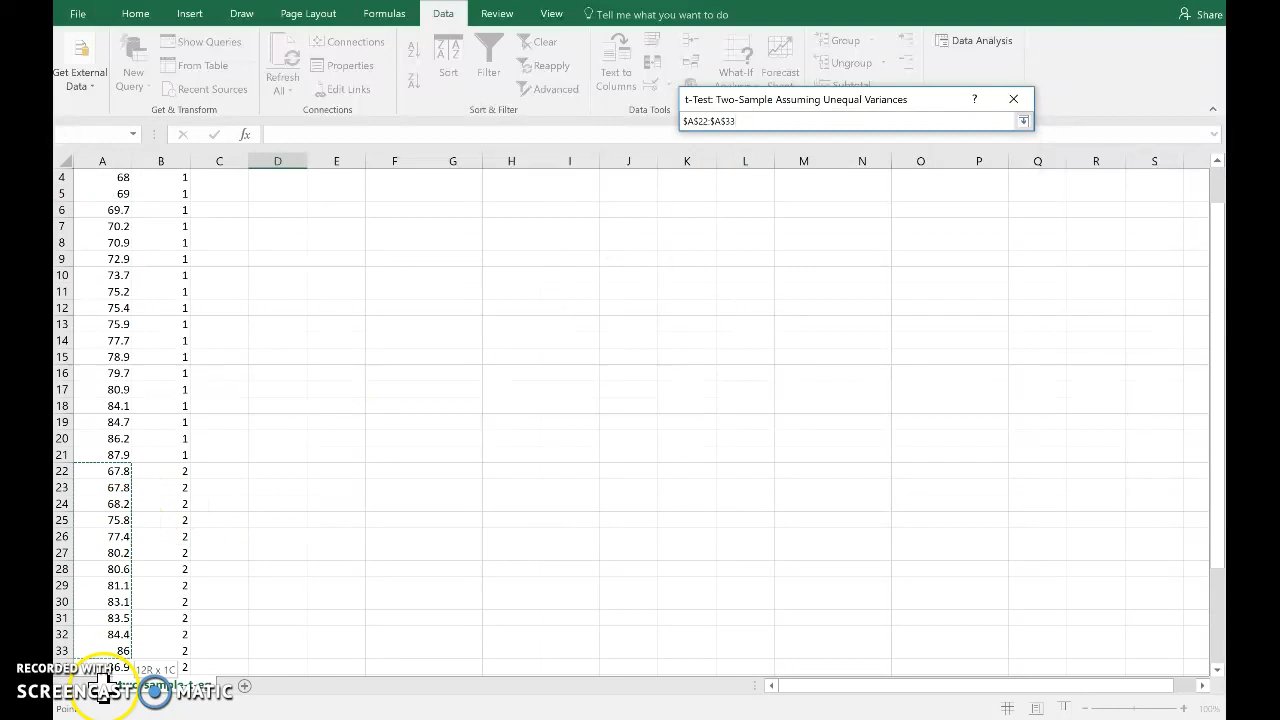 File Home Insert Draw Page Layout Formulas Data Review View Tell me what you want to do Share
Get External Data
New Query
Show Queries
From Table
Recent Sources
Refresh All
Connections
Properties
Edit Links
Sort
Filter
Clear
Reapply
Advanced
Text to Columns
What-If
Forecast
Group
Ungroup
Subtotal
Data Analysis
Get & Transform
Connections
Sort & Filter
Data Tools
t-Test: Two-Sample Assuming Unequal Variances ?
$A$22:$A$33
fx
A B C D E F G H I J K L M N O P Q R S
4 68 1
5 69 1
6 69.7 1
7 70.2 1
8 70.9 1
9 72.9 1
10 73.7 1
11 75.2 1
12 75.4 1
13 75.9 1
14 77.7 1
15 78.9 1
16 79.7 1
17 80.9 1
18 84.1 1
19 84.7 1
20 86.2 1
21 87.9 1
22 67.8 2
23 67.8 2
24 68.2 2
25 75.8 2
26 77.4 2
27 80.2 2
28 80.6 2
29 81.1 2
30 83.1 2
31 83.5 2
32 84.4 2
33 86 2
2
12R x 1C
RECORDED WITH
SCREENCAST MATIC
100%